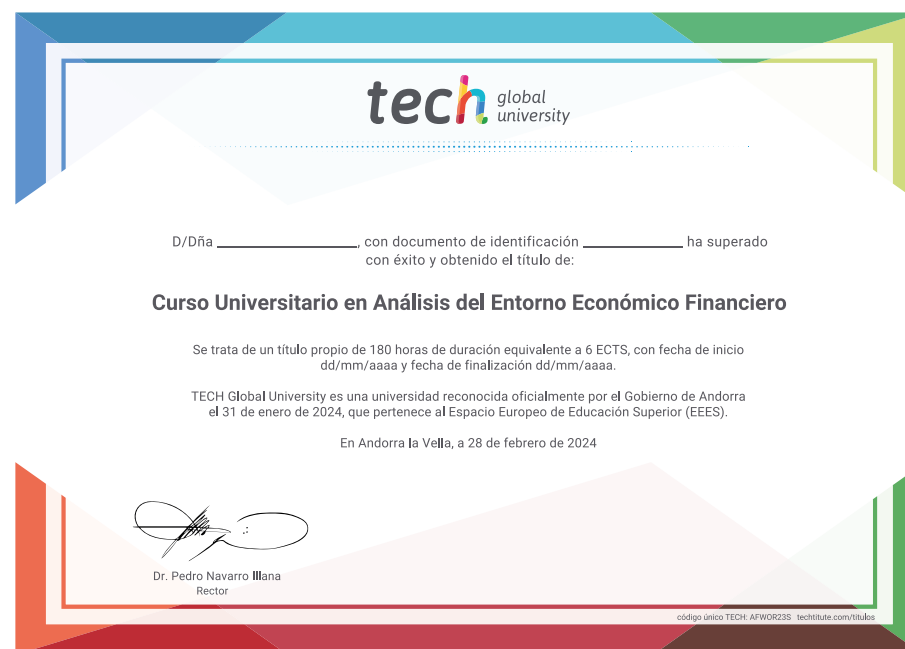 tech global university
D/Dña ____________, con documento de identificación ____________ ha superado
con éxito y obtenido el título de:
Curso Universitario en Análisis del Entorno Económico Financiero
Se trata de un título propio de 180 horas de duración equivalente a 6 ECTS, con fecha de inicio
dd/mm/aaaa y fecha de finalización dd/mm/aaaa.
TECH Global University es una universidad reconocida oficialmente por el Gobierno de Andorra
el 31 de enero de 2024, que pertenece al Espacio Europeo de Educación Superior (EEES).
En Andorra la Vella, a 28 de febrero de 2024
Dr. Pedro Navarro Illana
Rector
código único TECH: AFWOR23S techtitute.com/titulos